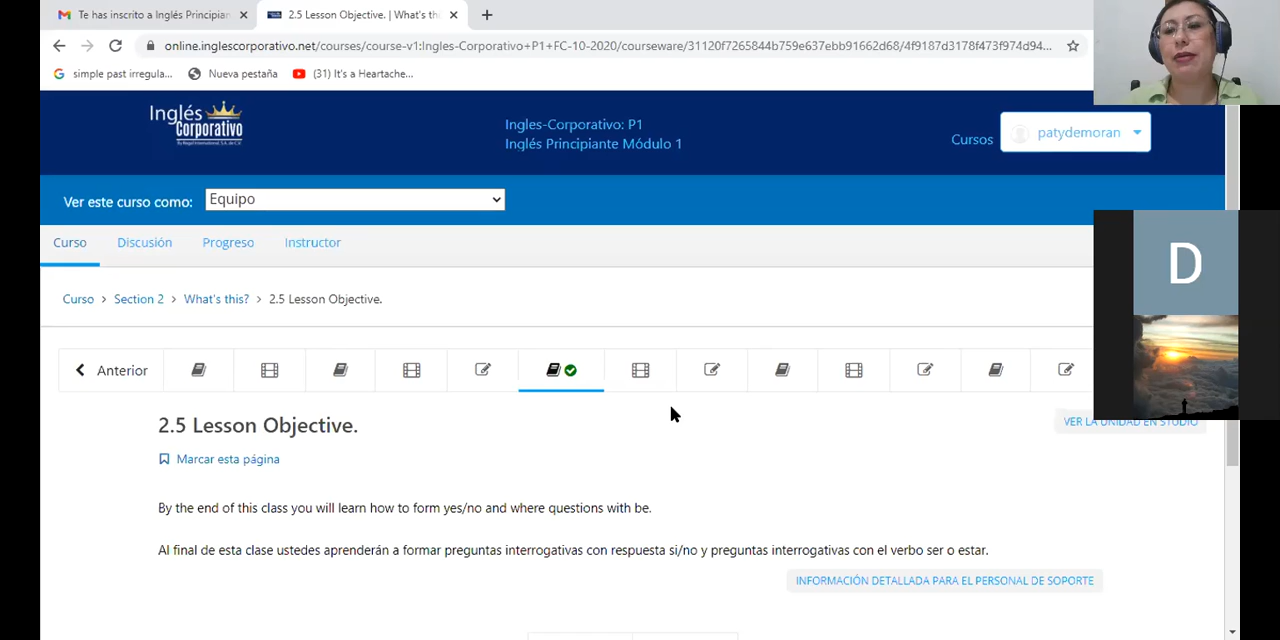 Te has inscrito a Inglés Principian
2.5 Lesson Objective. | What's th
online.inglescorporativo.net/courses/course-v1:Ingles-Corporativo+P1+FC-10-2020/courseware/31120f7265844b759e637ebb91662d68/4f9187d3178f473f974d94...
simple past irregula...
Nueva pestaña
(31) It's a Heartache...
Inglés
Corporativo
Ingles-Corporativo: P1
Inglés Principiante Módulo 1
Cursos
patydemoran
Ver este curso como:
Equipo
Curso
Discusión
Progreso
Instructor
D
Curso > Section 2 > What's this? > 2.5 Lesson Objective.
Anterior
2.5 Lesson Objective.
VER LA UNIDAD EN STUDIO
Marcar esta página
By the end of this class you will learn how to form yes/no and where questions with be.
Al final de esta clase ustedes aprenderán a formar preguntas interrogativas con respuesta si/no y preguntas interrogativas con el verbo ser o estar.
INFORMACIÓN DETALLADA PARA EL PERSONAL DE SOPORTE